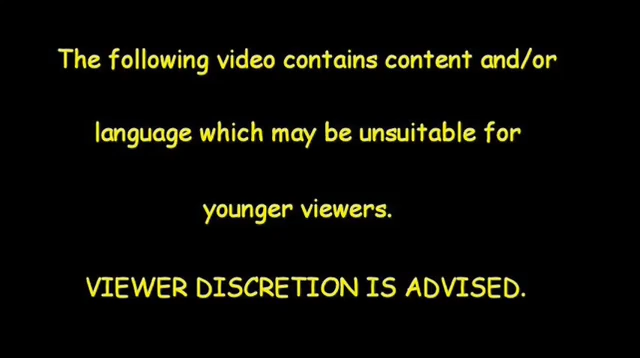 The following video contains content and/or
language which may be unsuitable for
younger viewers.
VIEWER DISCRETION IS ADVISED.